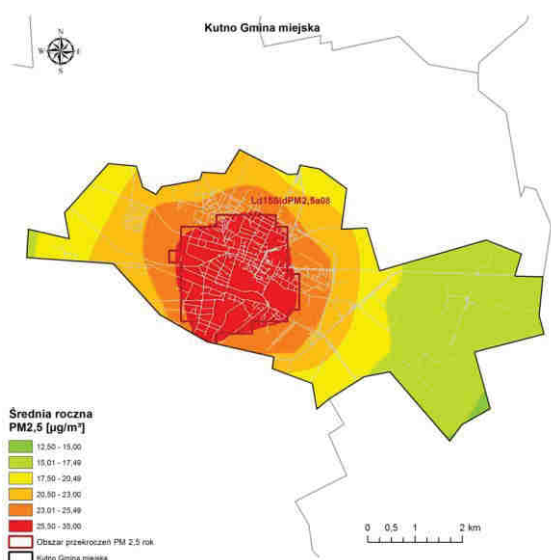 Kutno Gmina miejska
N
W E
S
Ld15SldPM2,5a08
Średnia roczna
PM2,5 [µg/m³]
12,50 - 15,00
15,01 - 17,49
17,50 - 20,49
20,50 - 23,00
23,01 - 25,49
25,50 - 35,00
Obszar przekroczeń PM 2,5 rok
Kutno Gmina miejska
0 0,5 1 2 km